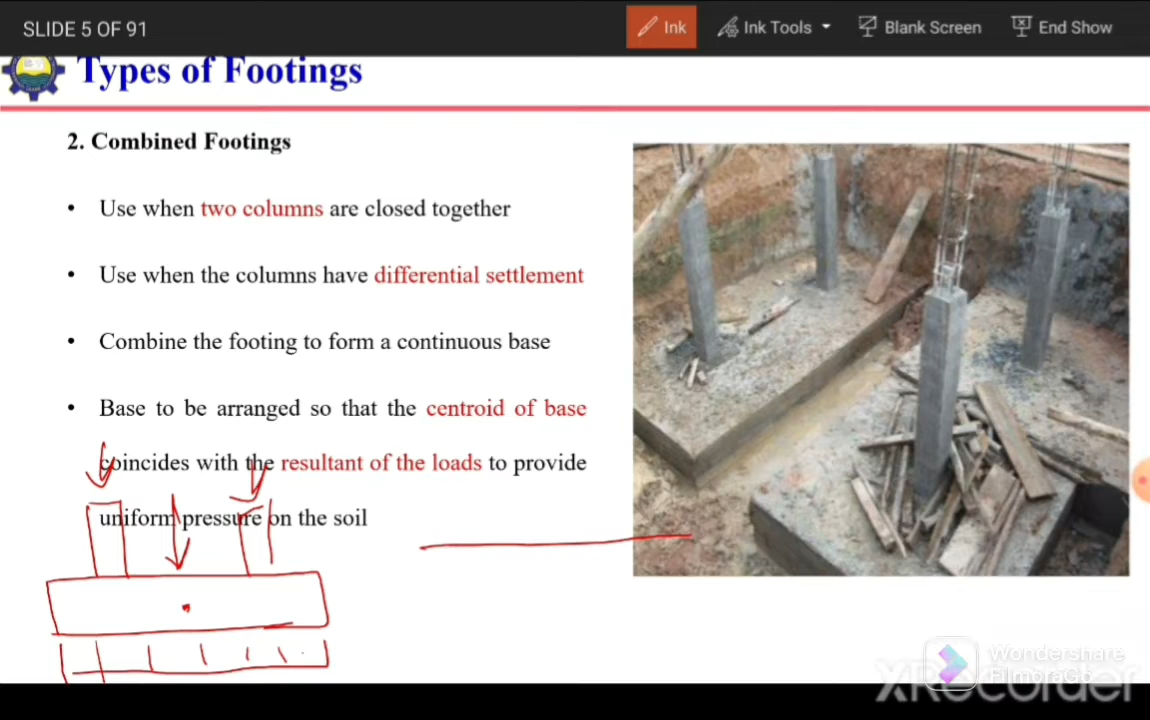 SLIDE 5 OF 91
Ink
Ink Tools
Blank Screen
End Show
Types of Footings
2. Combined Footings
• Use when two columns are closed together
• Use when the columns have differential settlement
• Combine the footing to form a continuous base
• Base to be arranged so that the centroid of base
coincides with the resultant of the loads to provide
uniform pressure on the soil
Wondershare
FilmoraGo
XRecorder